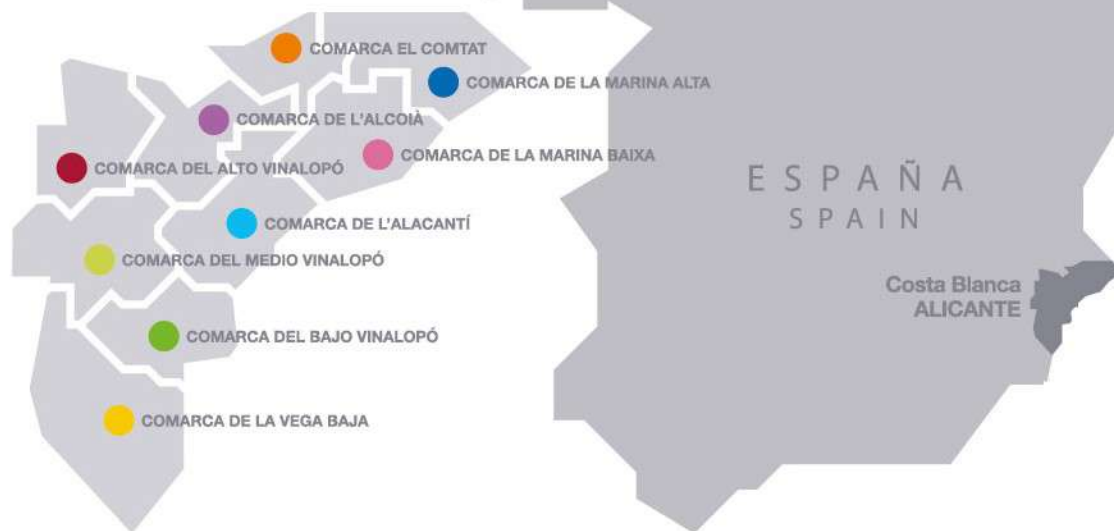 COMARCA EL COMTAT
COMARCA DE LA MARINA ALTA
COMARCA DE L'ALCOIÀ
COMARCA DE LA MARINA BAIXA
COMARCA DEL ALTO VINALOPÓ
COMARCA DE L'ALACANTÍ
COMARCA DEL MEDIO VINALOPÓ
COMARCA DEL BAJO VINALOPÓ
COMARCA DE LA VEGA BAJA
ESPAÑA
SPAIN
Costa Blanca
ALICANTE